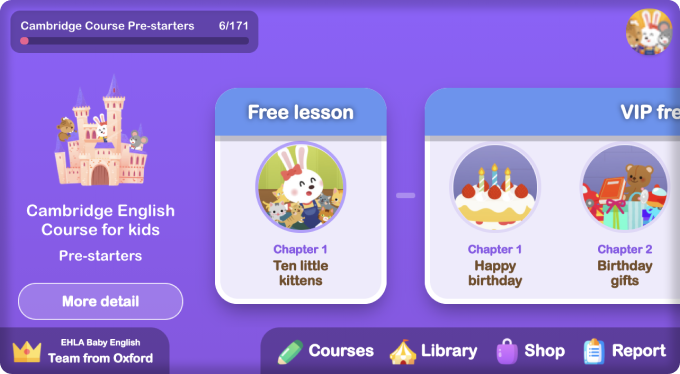 Cambridge Course Pre-starters 6/171
Cambridge English
Course for kids
Pre-starters
More detail
Free lesson
Chapter 1
Ten little
kittens
VIP fre
Chapter 1
Happy
birthday
Chapter 2
Birthday
gifts
EHLA Baby English
Team from Oxford
Courses
Library
Shop
Report